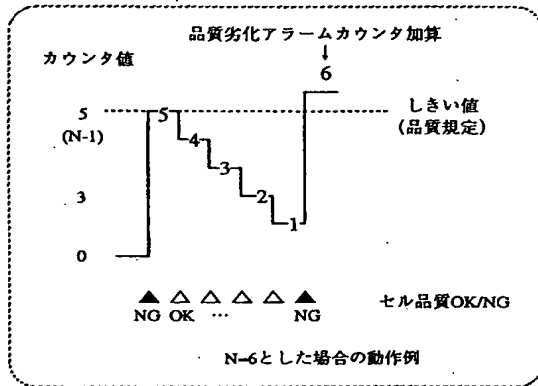 品質劣化アラームカウンタ加算
↓
カウンタ値
6
5
(N-1)
5
しきい値
(品質規定)
4
3
3
2
1
0
▲ △ △ △ △ ▲
セル品質OK/NG
NG OK … NG
N=6とした場合の動作例